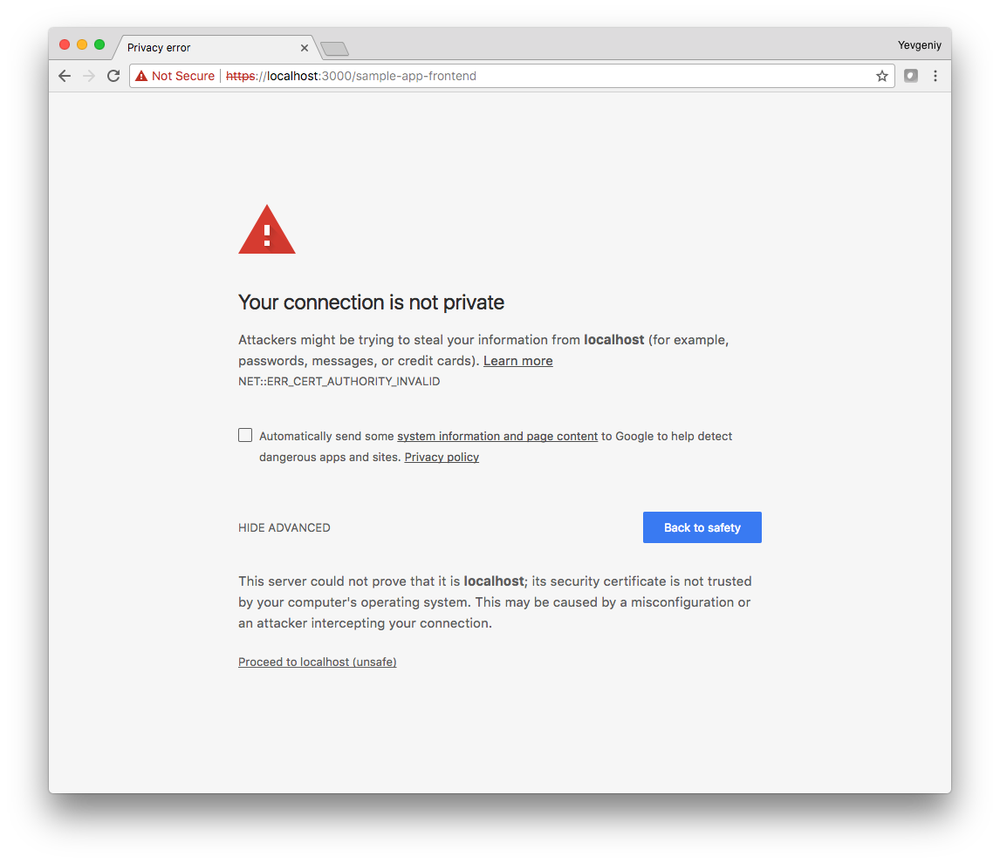 Privacy error
Yevgeniy
Not Secure https://localhost:3000/sample-app-frontend
Your connection is not private
Attackers might be trying to steal your information from localhost (for example,
passwords, messages, or credit cards). Learn more
NET::ERR_CERT_AUTHORITY_INVALID
Automatically send some system information and page content to Google to help detect
dangerous apps and sites. Privacy policy
HIDE ADVANCED
Back to safety
This server could not prove that it is localhost; its security certificate is not trusted
by your computer's operating system. This may be caused by a misconfiguration or
an attacker intercepting your connection.
Proceed to localhost (unsafe)